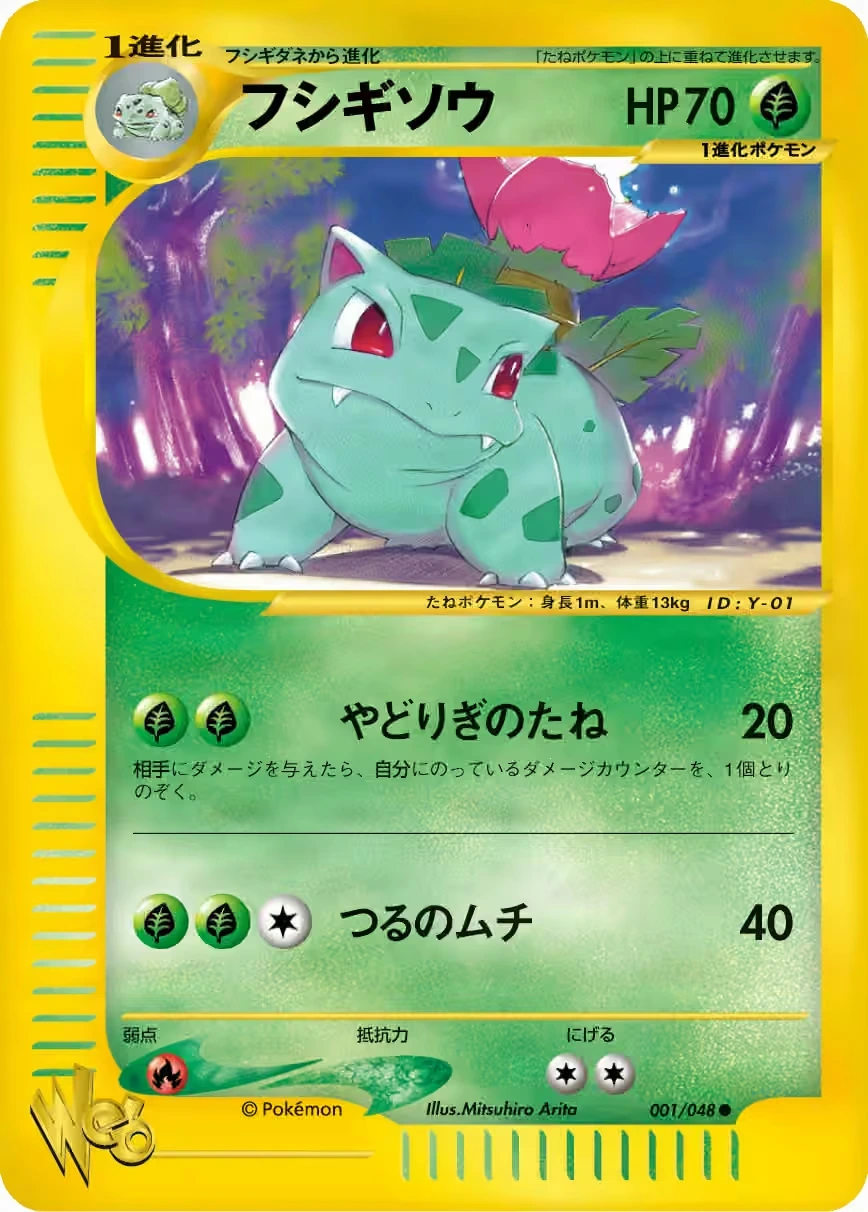 1進化
フシギダネから進化
「たねポケモン」の上に重ねて進化させます。
フシギソウ
HP70
1進化ポケモン
たねポケモン：身長1m、体重13kg ID:Y-01
やどりぎのたね 20
相手にダメージを与えたら、自分にのっているダメージカウンターを、1個とり
のぞく。
つるのムチ 40
弱点 抵抗力 にげる
Web
© Pokémon Illus.Mitsuhiro Arita 001/048●